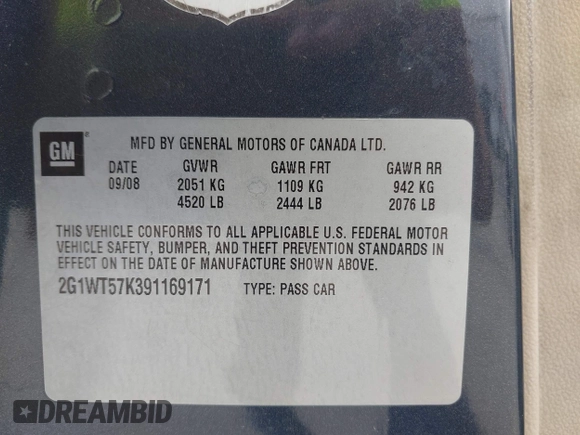 GM
MFD BY GENERAL MOTORS OF CANADA LTD.
DATE GVWR GAWR FRT GAWR RR
09/08 2051 KG 1109 KG 942 KG
4520 LB 2444 LB 2076 LB
THIS VEHICLE CONFORMS TO ALL APPLICABLE U.S. FEDERAL MOTOR
VEHICLE SAFETY, BUMPER, AND THEFT PREVENTION STANDARDS IN
EFFECT ON THE DATE OF MANUFACTURE SHOWN ABOVE.
2G1WT57K391169171 TYPE: PASS CAR
DREAMBID